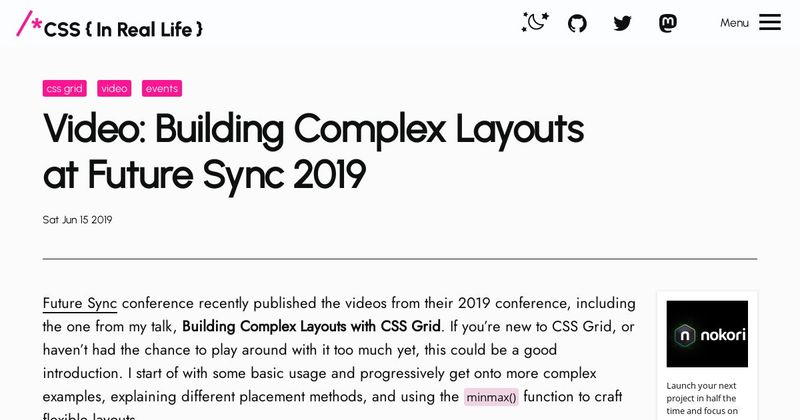 /*CSS { In Real Life }
Menu
css grid video events
Video: Building Complex Layouts
at Future Sync 2019
Sat Jun 15 2019
Future Sync conference recently published the videos from their 2019 conference, including
the one from my talk, Building Complex Layouts with CSS Grid. If you're new to CSS Grid, or
haven't had the chance to play around with it too much yet, this could be a good
introduction. I start of with some basic usage and progressively get onto more complex
examples, explaining different placement methods, and using the minmax() function to craft
flexible layouts.
n nokori
Launch your next
project in half the
time and focus on